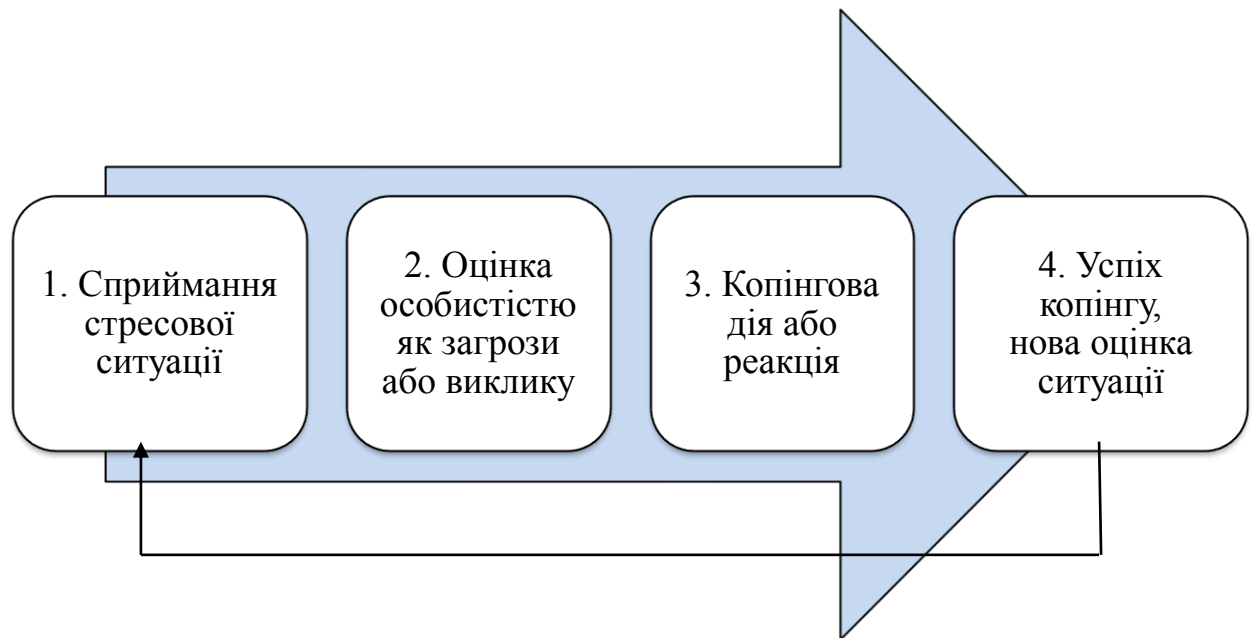 1. Сприймання
стресової
ситуації
2. Оцінка
особистістю
як загрози
або виклику
3. Копінгова
дія або
реакція
4. Успіх
копінгу,
нова оцінка
ситуації